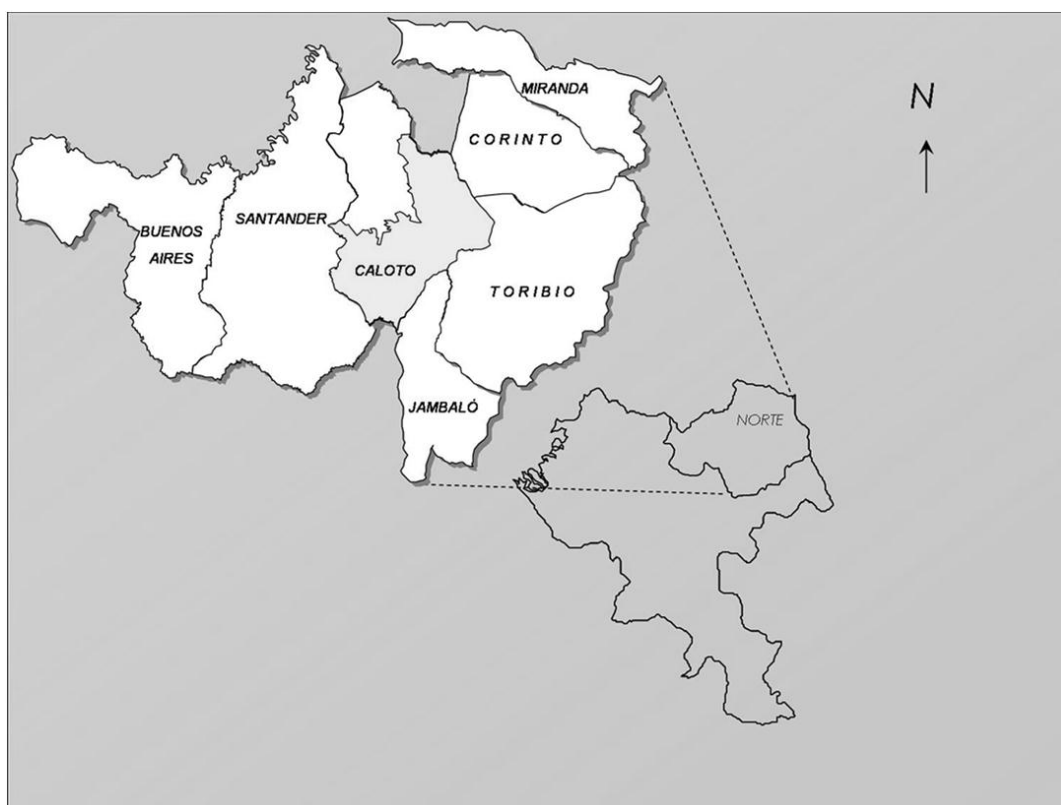 N
MIRANDA
CORINTO
SANTANDER
BUENOS
AIRES
CALOTO
TORIBIO
JAMBALÓ
NORTE